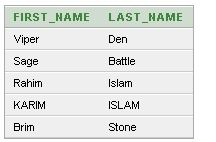 FIRST_NAME LAST_NAME
Viper Den
Sage Battle
Rahim Islam
KARIM ISLAM
Brim Stone